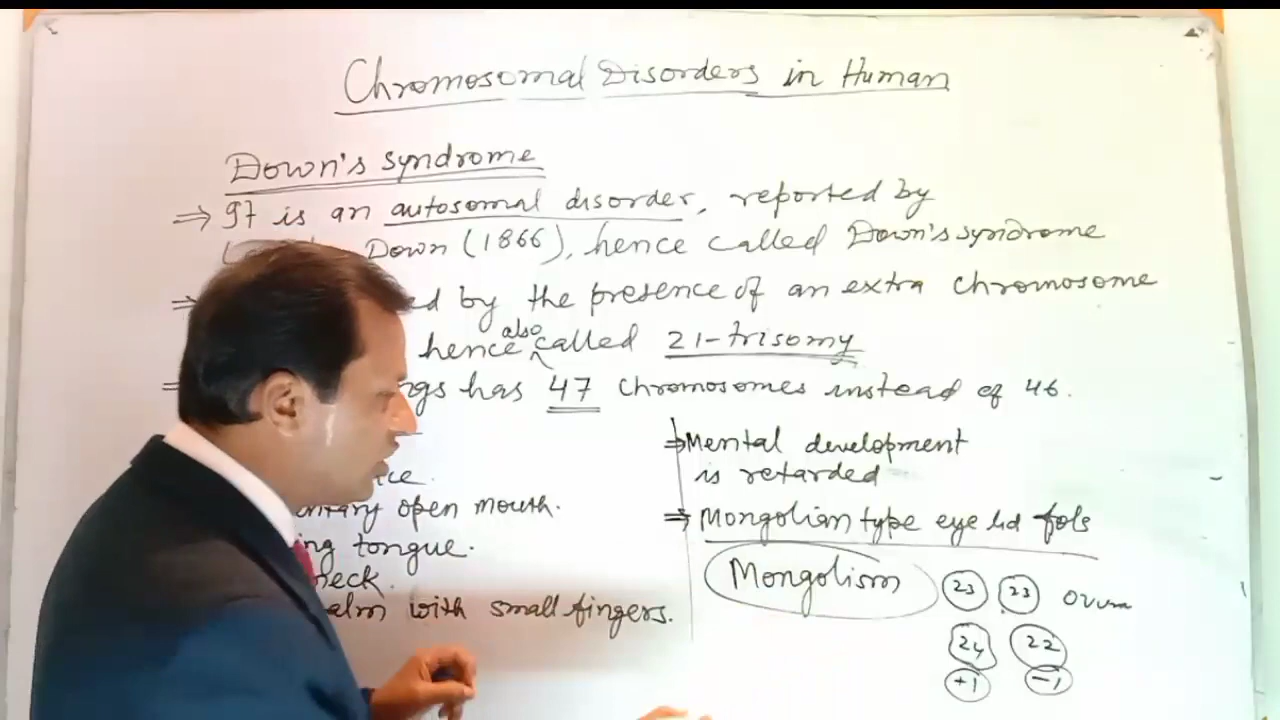 Chromosomal Disorders in Human
Down's syndrome
⇒ It is an autosomal disorder, reported by
Down (1866), hence called Down's syndrome
by the presence of an extra chromosome
hence also called 21-trisomy
has 47 chromosomes instead of 46.
open mouth.
tongue.
neck.
with small fingers.
⇒ Mental development
is retarded
⇒ Mongolian type eye lid fols
Mongolism
23 23 Ovum
24 22
+1 -1